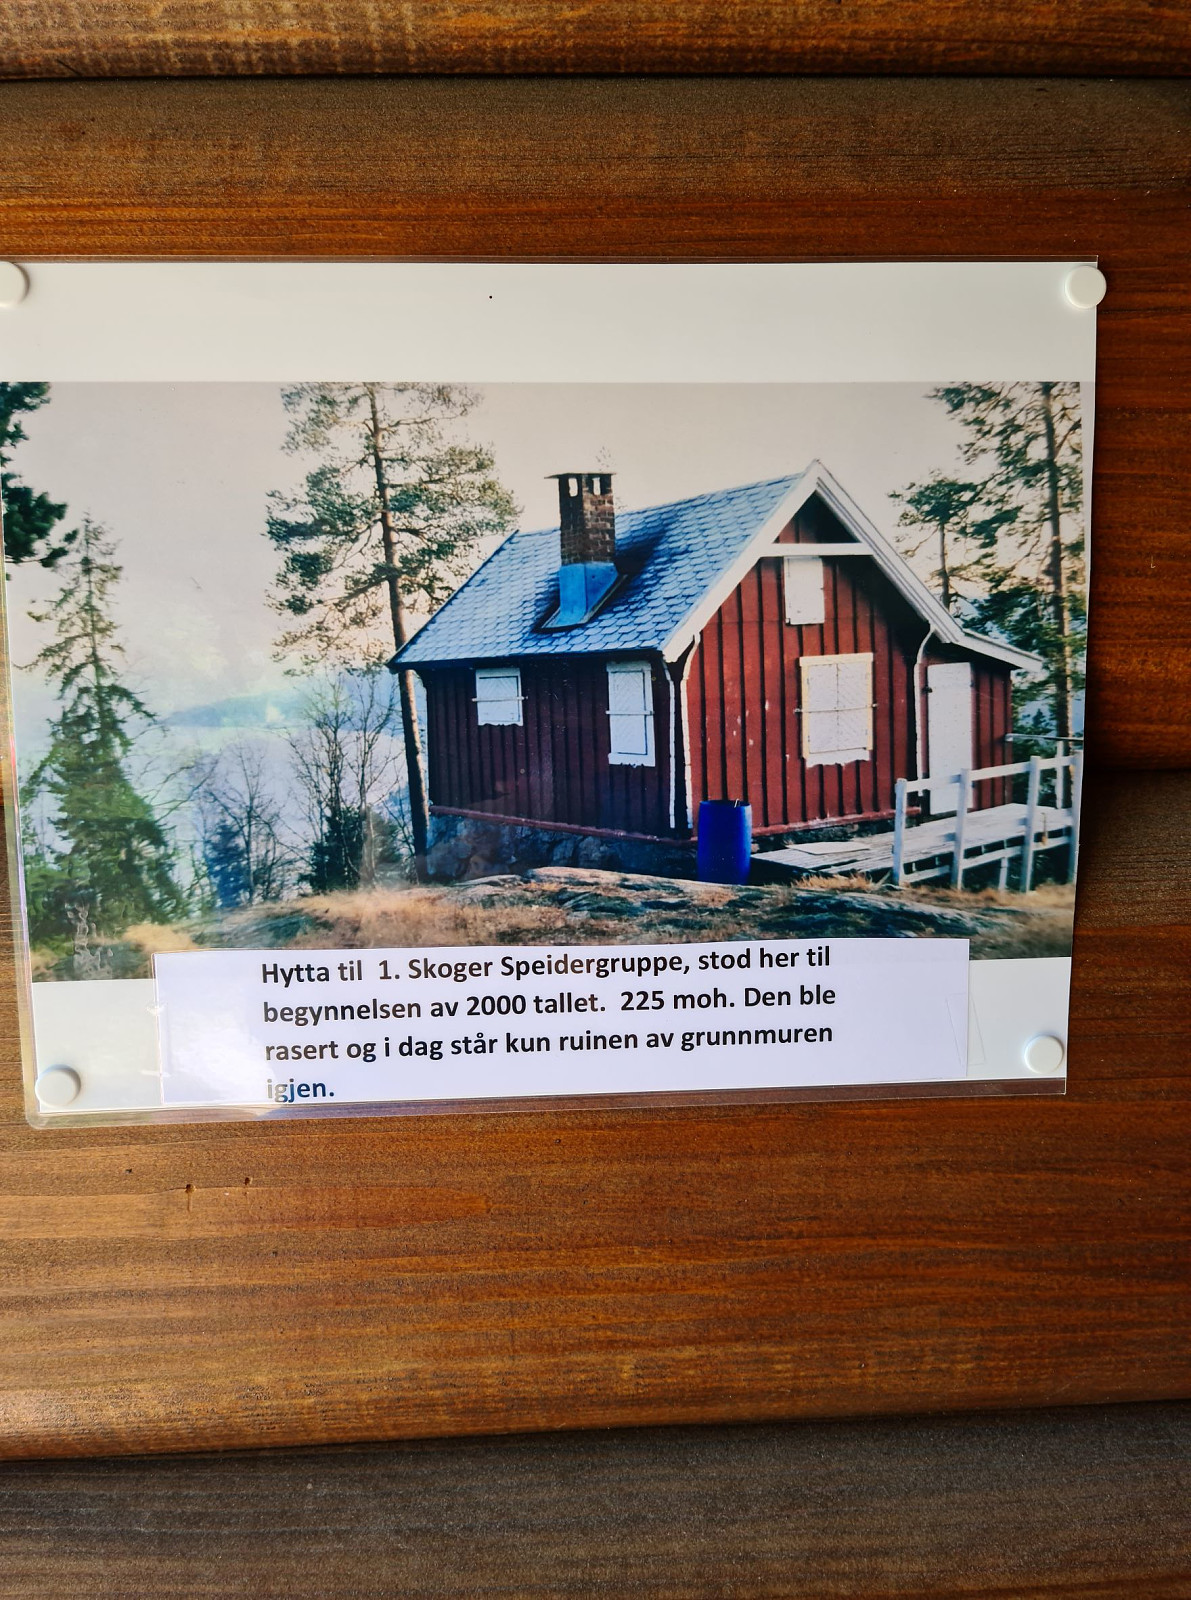 Hytta til  1. Skoger Speidergruppe, stod her til
begynnelsen av 2000 tallet.  225 moh. Den ble
rasert og i dag står kun ruinen av grunnmuren
igjen.